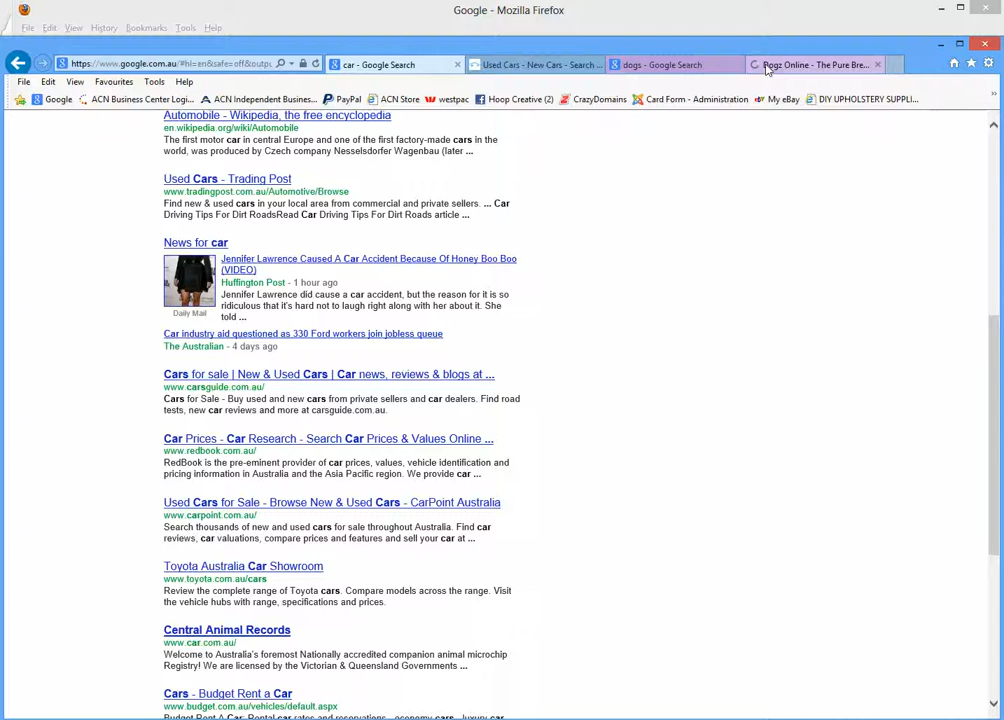 Google - Mozilla Firefox
File Edit View History Bookmarks Tools Help
https://www.google.com.au/#hl=en&safe=off&outpu
car - Google Search
Used Cars - New Cars - Search ...
dogs - Google Search
Dogz Online - The Pure Bre...
File Edit View Favourites Tools Help
Google
ACN Business Center Logi...
ACN Independent Business...
PayPal
ACN Store
westpac
Hoop Creative (2)
CrazyDomains
Card Form - Administration
My eBay
DIY UPHOLSTERY SUPPLI...
Automobile - Wikipedia, the free encyclopedia
en.wikipedia.org/wiki/Automobile
The first motor car in central Europe and one of the first factory-made cars in the
world, was produced by Czech company Nesselsdorfer Wagenbau (later ...
Used Cars - Trading Post
www.tradingpost.com.au/Automotive/Browse
Find new & used cars in your local area from commercial and private sellers. ... Car
Driving Tips For Dirt RoadsRead Car Driving Tips For Dirt Roads article ...
News for car
Jennifer Lawrence Caused A Car Accident Because Of Honey Boo Boo
(VIDEO)
Huffington Post - 1 hour ago
Jennifer Lawrence did cause a car accident, but the reason for it is so
ridiculous that it's hard not to laugh right along with her about it. She
told ...
Daily Mail
Car industry aid questioned as 330 Ford workers join jobless queue
The Australian - 4 days ago
Cars for sale | New & Used Cars | Car news, reviews & blogs at ...
www.carsguide.com.au/
Cars for Sale - Buy used and new cars from private sellers and car dealers. Find road
tests, new car reviews and more at carsguide.com.au.
Car Prices - Car Research - Search Car Prices & Values Online ...
www.redbook.com.au/
RedBook is the pre-eminent provider of car prices, values, vehicle identification and
pricing information in Australia and the Asia Pacific region. We provide car ...
Used Cars for Sale - Browse New & Used Cars - CarPoint Australia
www.carpoint.com.au/
Search thousands of new and used cars for sale throughout Australia. Find car
reviews, car valuations, compare prices and features and sell your car at ...
Toyota Australia Car Showroom
www.toyota.com.au/cars
Review the complete range of Toyota cars. Compare models across the range. Visit
the vehicle hubs with range, specifications and prices.
Central Animal Records
www.car.com.au/
Welcome to Australia's foremost Nationally accredited companion animal microchip
Registry! We are licensed by the Victorian & Queensland Governments ...
Cars - Budget Rent a Car
www.budget.com.au/vehicles/default.aspx
Budget Rent A Car: Rental car rates and reservations - economy cars - luxury car